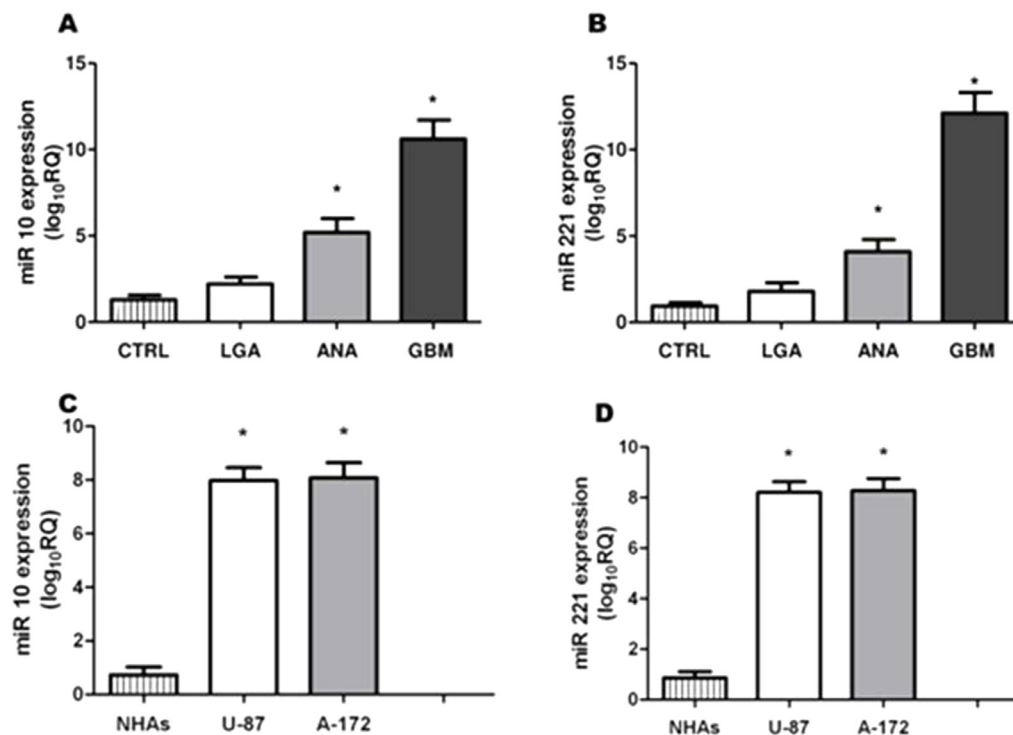 A
miR 10 expression
(log10RQ)
15
10
5
0
*
*
CTRL LGA ANA GBM
B
miR 221 expression
(log10RQ)
15
10
5
0
*
*
CTRL LGA ANA GBM
C
miR 10 expression
(log10RQ)
10
8
6
4
2
0
*
*
NHAs U-87 A-172
D
miR 221 expression
(log10RQ)
10
8
6
4
2
0
*
*
NHAs U-87 A-172